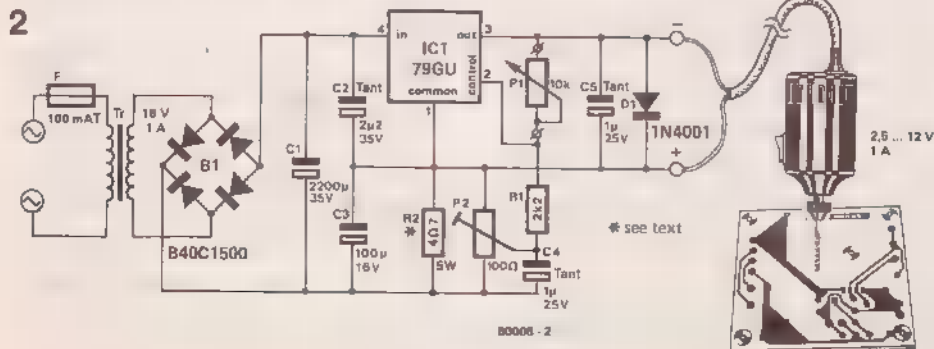 2
F
100 mAT
Tr
18 V
1 A
B1
B40C1500
C1
2200µ
35V
C2 Tant
2µ2
35V
C3
100µ
16V
4 in
ICT
79GU
common
out 3
control 2
1
R2
*
4Ω7
5W
P2
100Ω
P1
10k
R1
2k2
C4
Tant
1µ
25V
C5 Tant
1µ
25V
D1
1N4001
−
+
* see text
2,5 ... 12 V
1 A
80006 - 2